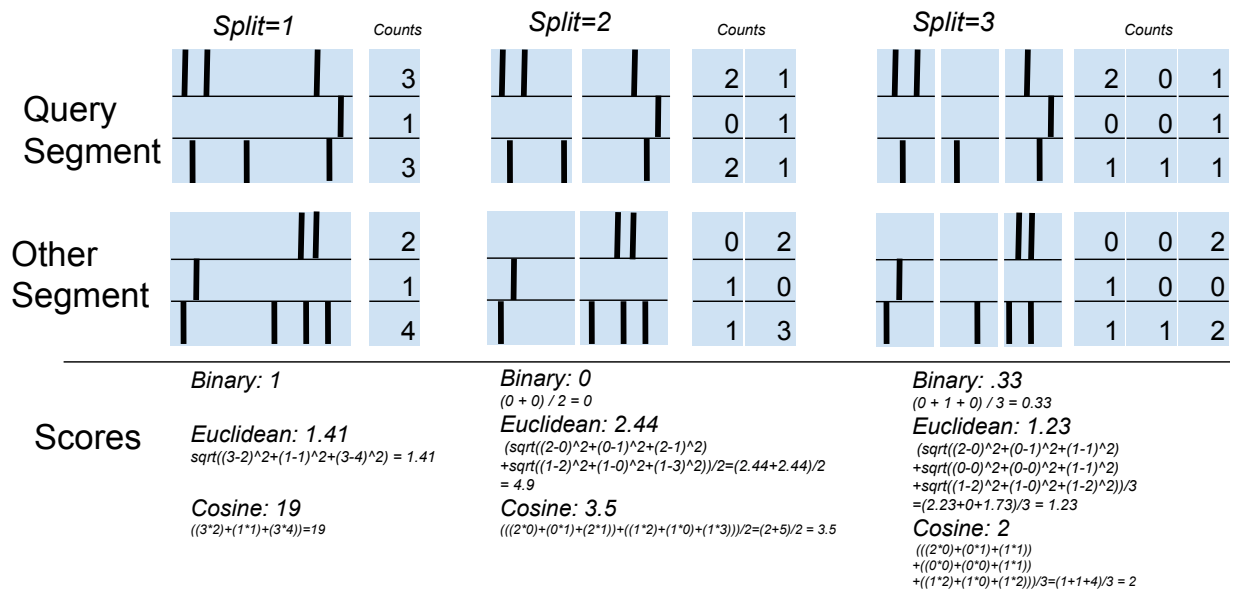 Split=1 Counts Split=2 Counts Split=3 Counts
Query
Segment
3 2 1 2 0 1
1 0 1 0 0 1
3 2 1 1 1 1
Other
Segment
2 0 2 0 0 2
1 1 0 1 0 0
4 1 3 1 1 2
Scores
Binary: 1
Euclidean: 1.41
sqrt((3-2)^2+(1-1)^2+(3-4)^2) = 1.41
Cosine: 19
((3*2)+(1*1)+(3*4))=19
Binary: 0
(0 + 0) / 2 = 0
Euclidean: 2.44
(sqrt((2-0)^2+(0-1)^2+(2-1)^2)
+sqrt((1-2)^2+(1-0)^2+(1-3)^2))/2=(2.44+2.44)/2
= 4.9
Cosine: 3.5
(((2*0)+(0*1)+(2*1))+((1*2)+(1*0)+(1*3)))/2=(2+5)/2 = 3.5
Binary: .33
(0 + 1 + 0) / 3 = 0.33
Euclidean: 1.23
(sqrt((2-0)^2+(0-1)^2+(1-1)^2)
+sqrt((0-0)^2+(0-0)^2+(1-1)^2)
+sqrt((1-2)^2+(1-0)^2+(1-2)^2))/3
=(2.23+0+1.73)/3 = 1.23
Cosine: 2
(((2*0)+(0*1)+(1*1))
+((0*0)+(0*0)+(1*1))
+((1*2)+(1*0)+(1*2)))/3=(1+1+4)/3 = 2